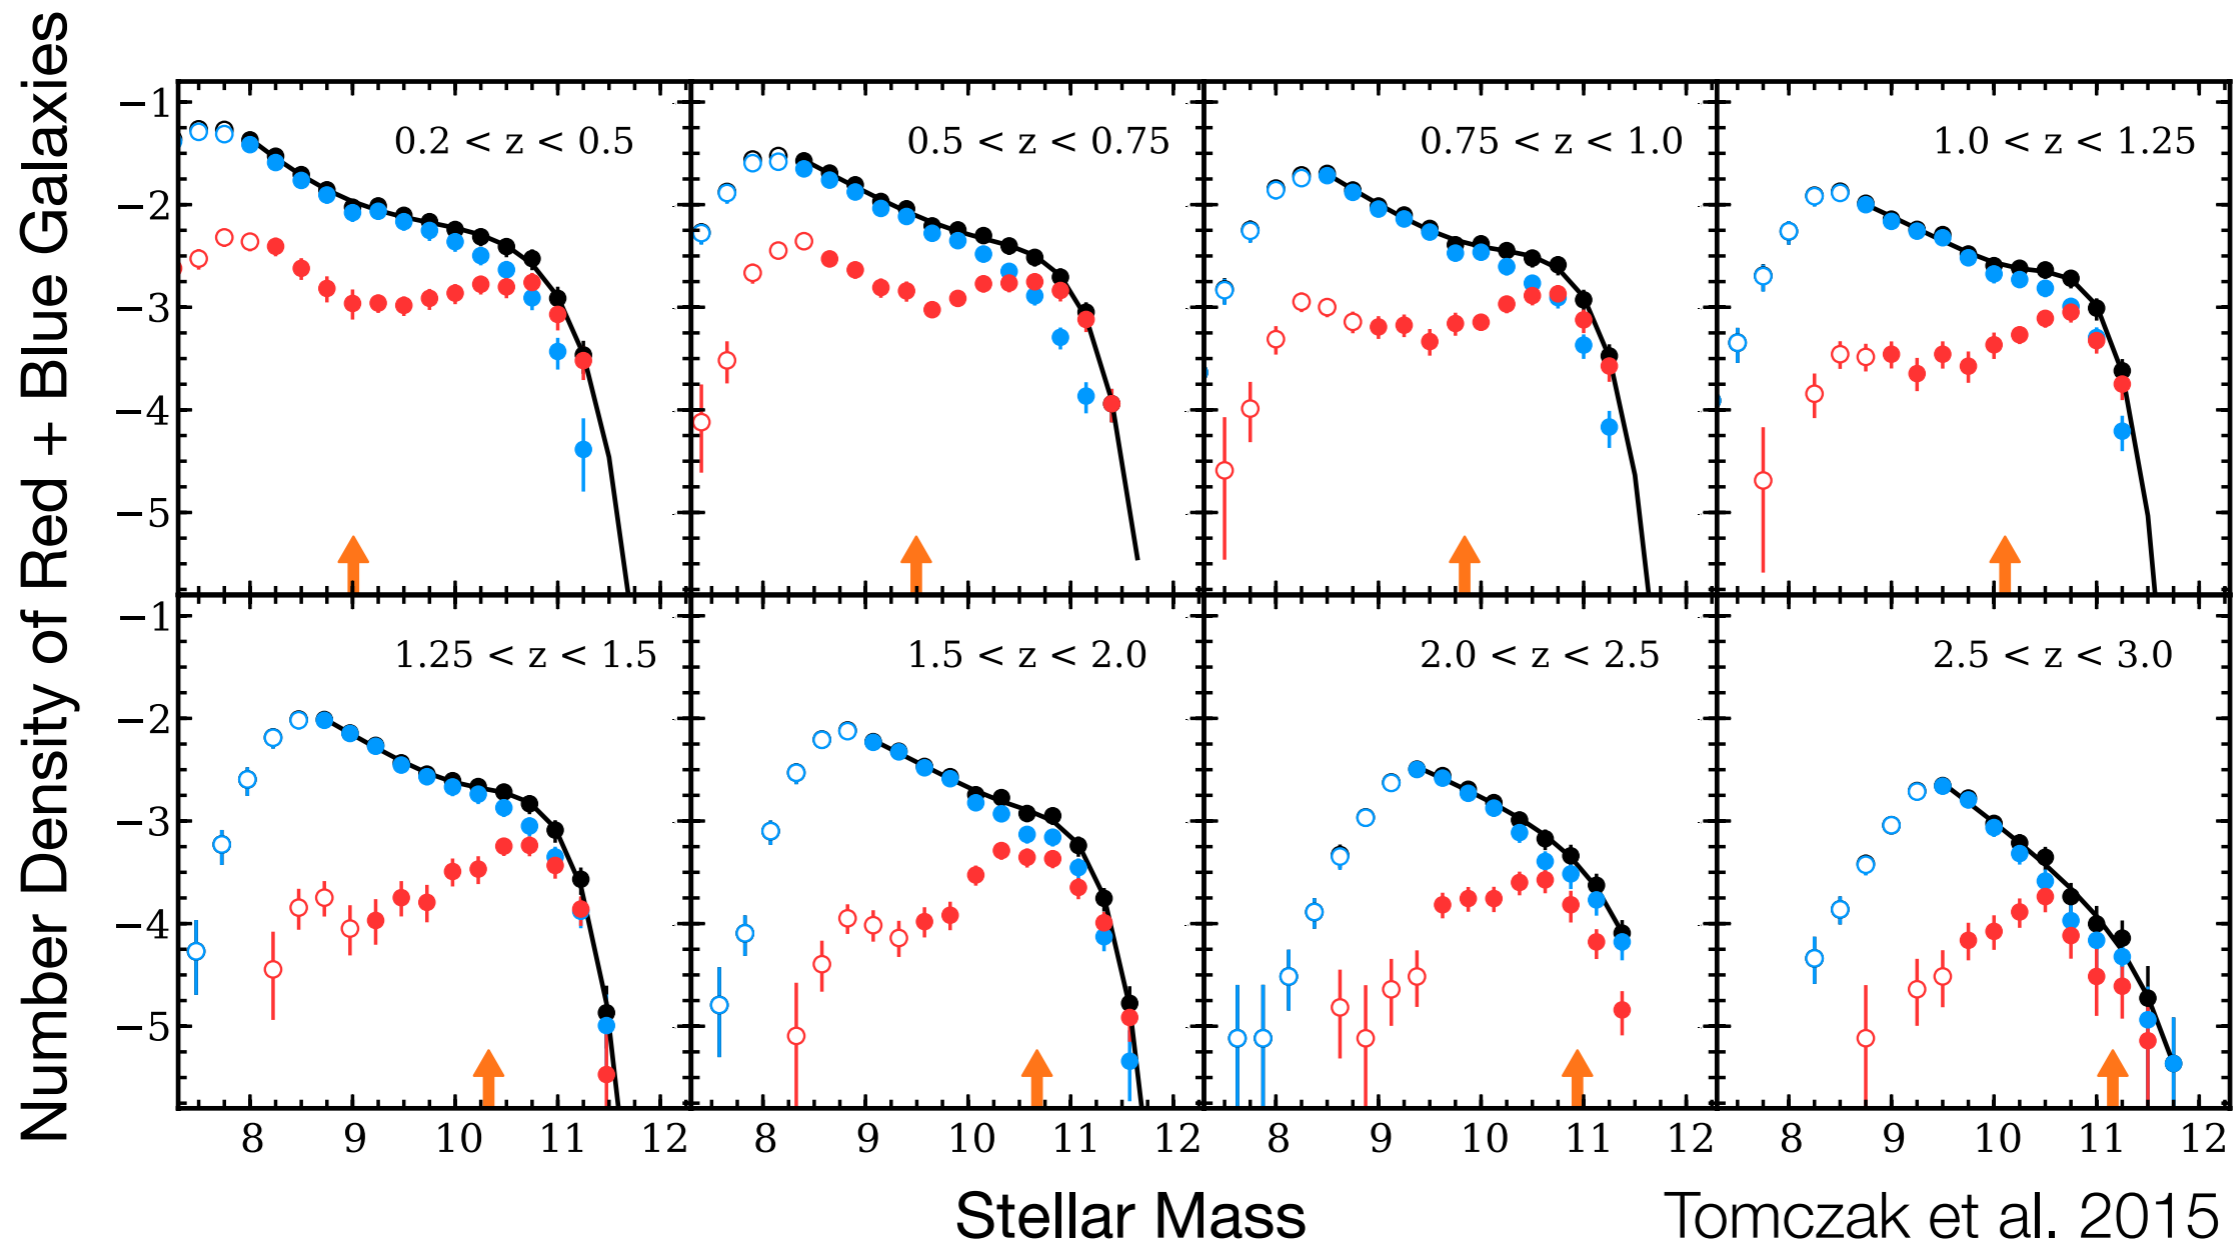 Number Density of Red + Blue Galaxies
−1
−2
−3
−4
−5
0.2 < z < 0.5
0.5 < z < 0.75
0.75 < z < 1.0
1.0 < z < 1.25
−1
−2
−3
−4
−5
1.25 < z < 1.5
1.5 < z < 2.0
2.0 < z < 2.5
2.5 < z < 3.0
8 9 10 11 12
8 9 10 11 12
8 9 10 11 12
8 9 10 11 12
Stellar Mass
Tomczak et al. 2015